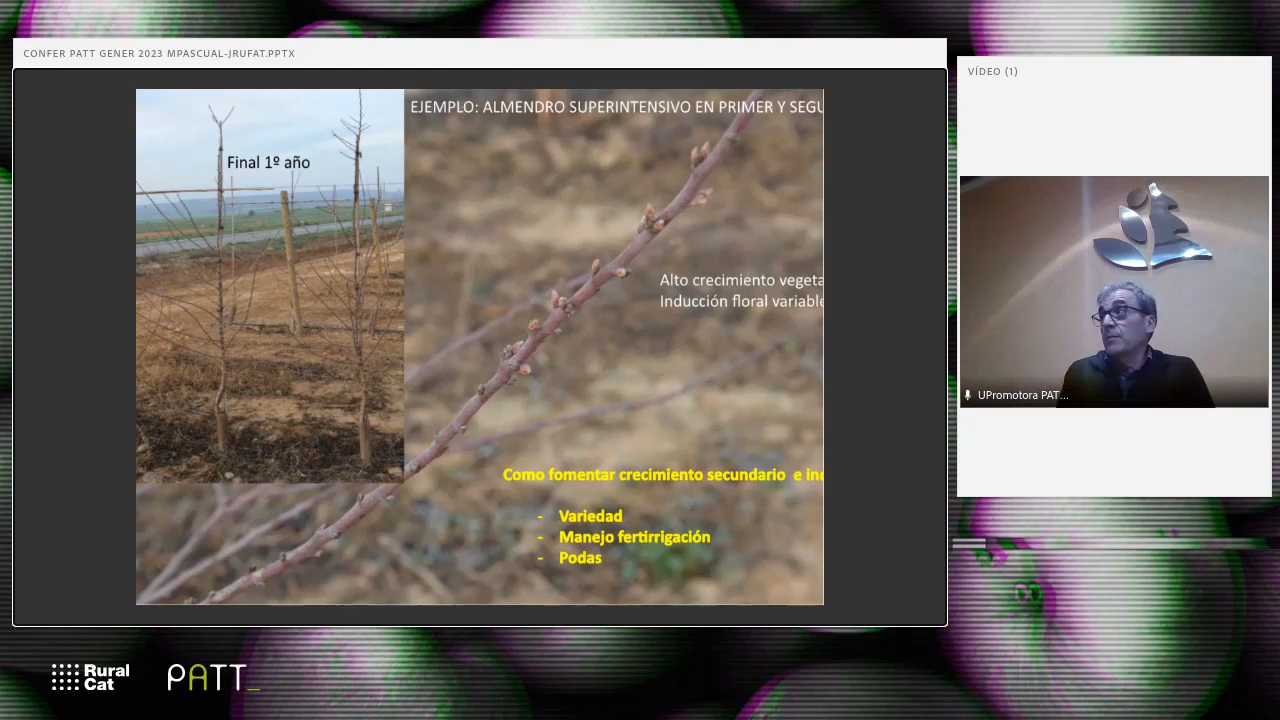 CONFER PATT GENER 2023 MPASCUAL-JRUFAT.PPTX
VÍDEO (1)
EJEMPLO: ALMENDRO SUPERINTENSIVO EN PRIMER Y SEGU
Final 1º año
Alto crecimiento vegeta
Inducción floral variable
Como fomentar crecimiento secundario e ind
- Variedad
- Manejo fertirrigación
- Podas
UPromotora PAT...
Rural
Cat
PATT_